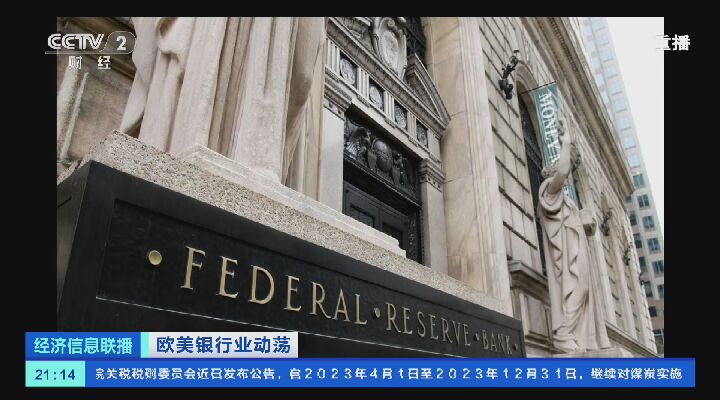 CCTV 2
财经
重播
MONEY
·FEDERAL·RESERVE·BANK·
经济信息联播
欧美银行业动荡
21:14
院关税税则委员会近日发布公告，自2023年4月1日至2023年12月31日，继续对煤炭实施